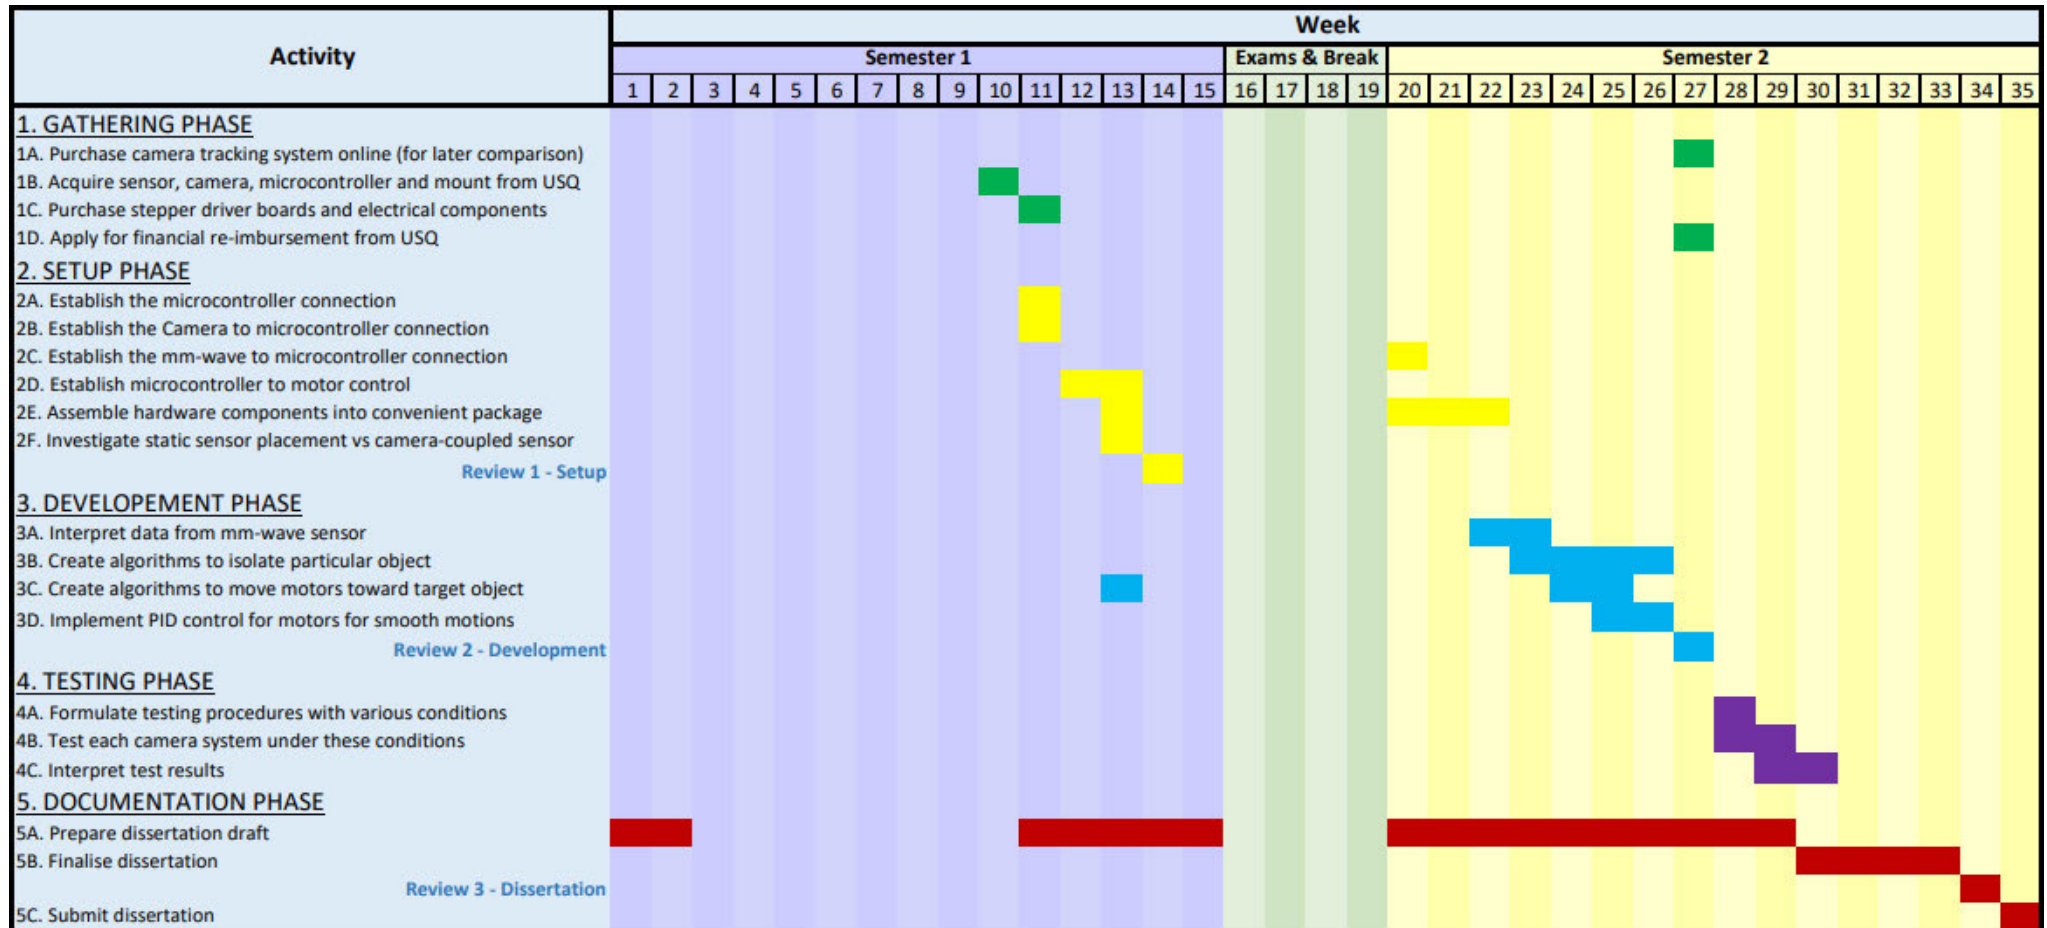 Week
Activity
Semester 1 Exams & Break Semester 2
1 2 3 4 5 6 7 8 9 10 11 12 13 14 15 16 17 18 19 20 21 22 23 24 25 26 27 28 29 30 31 32 33 34 35
1. GATHERING PHASE
1A. Purchase camera tracking system online (for later comparison)
1B. Acquire sensor, camera, microcontroller and mount from USQ
1C. Purchase stepper driver boards and electrical components
1D. Apply for financial re-imbursement from USQ
2. SETUP PHASE
2A. Establish the microcontroller connection
2B. Establish the Camera to microcontroller connection
2C. Establish the mm-wave to microcontroller connection
2D. Establish microcontroller to motor control
2E. Assemble hardware components into convenient package
2F. Investigate static sensor placement vs camera-coupled sensor
Review 1 - Setup
3. DEVELOPEMENT PHASE
3A. Interpret data from mm-wave sensor
3B. Create algorithms to isolate particular object
3C. Create algorithms to move motors toward target object
3D. Implement PID control for motors for smooth motions
Review 2 - Development
4. TESTING PHASE
4A. Formulate testing procedures with various conditions
4B. Test each camera system under these conditions
4C. Interpret test results
5. DOCUMENTATION PHASE
5A. Prepare dissertation draft
5B. Finalise dissertation
Review 3 - Dissertation
5C. Submit dissertation